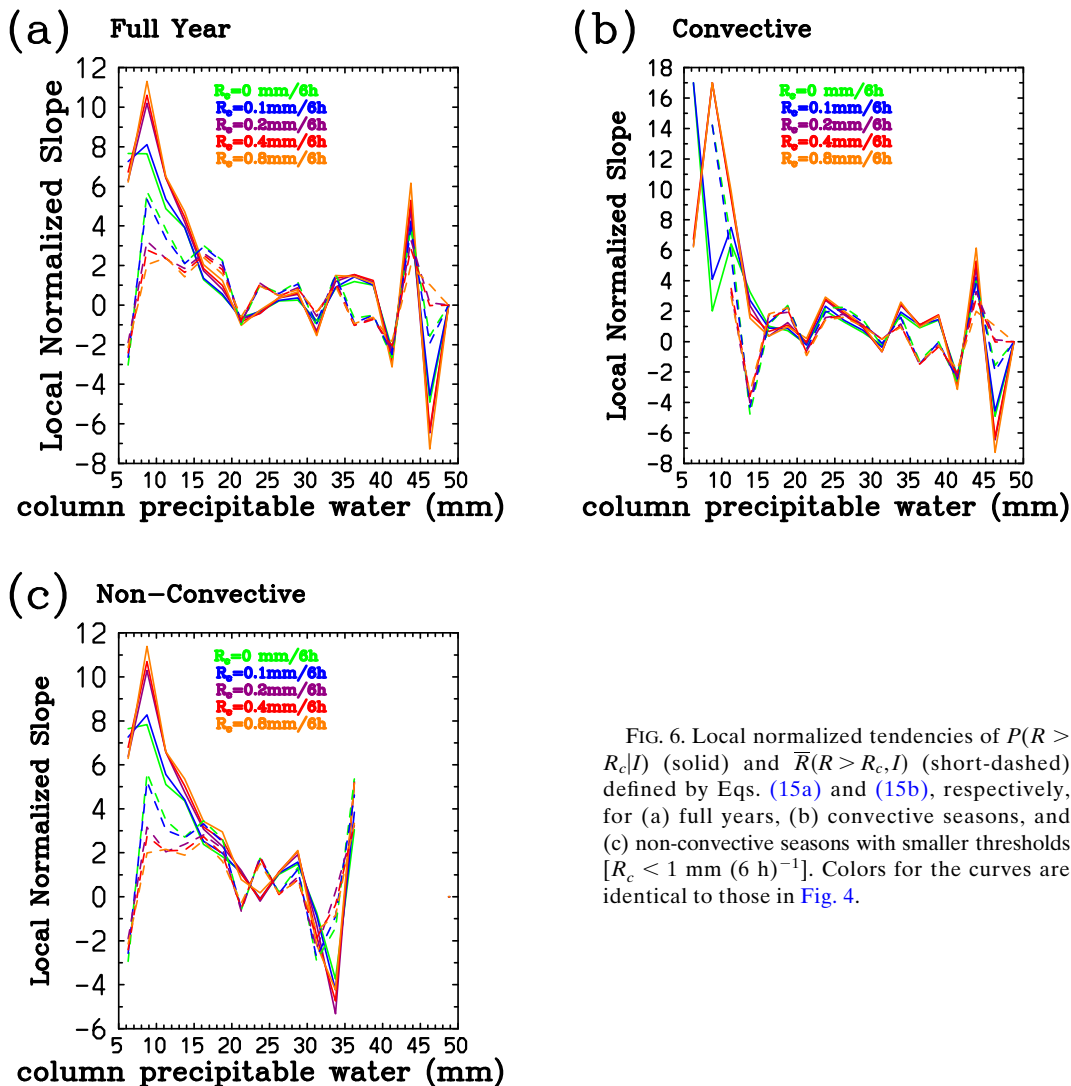 (a) Full Year
12
10
8
6
4
2
0
-2
-4
-6
-8
Local Normalized Slope
Rc=0 mm/6h
Rc=0.1mm/6h
Rc=0.2mm/6h
Rc=0.4mm/6h
Rc=0.8mm/6h
5 10 15 20 25 30 35 40 45 50
column precipitable water (mm)
(b) Convective
18
16
14
12
10
8
6
4
2
0
-2
-4
-6
-8
Local Normalized Slope
Rc=0 mm/6h
Rc=0.1mm/6h
Rc=0.2mm/6h
Rc=0.4mm/6h
Rc=0.8mm/6h
5 10 15 20 25 30 35 40 45 50
column precipitable water (mm)
(c) Non-Convective
12
10
8
6
4
2
0
-2
-4
-6
Local Normalized Slope
Rc=0 mm/6h
Rc=0.1mm/6h
Rc=0.2mm/6h
Rc=0.4mm/6h
Rc=0.8mm/6h
5 10 15 20 25 30 35 40 45 50
column precipitable water (mm)
FIG. 6. Local normalized tendencies of P(R >
Rc|I) (solid) and R̅(R > Rc,I) (short-dashed)
defined by Eqs. (15a) and (15b), respectively,
for (a) full years, (b) convective seasons, and
(c) non-convective seasons with smaller thresholds
[Rc < 1 mm (6 h)⁻¹]. Colors for the curves are
identical to those in Fig. 4.